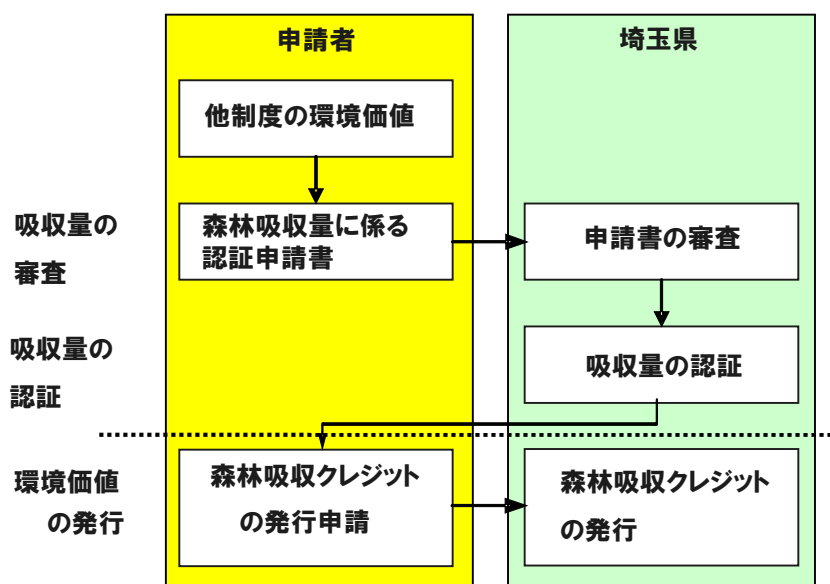 申請者
埼玉県
他制度の環境価値
吸収量の
審査
森林吸収量に係る
認証申請書
申請書の審査
吸収量の
認証
吸収量の認証
環境価値
の発行
森林吸収クレジット
の発行申請
森林吸収クレジット
の発行